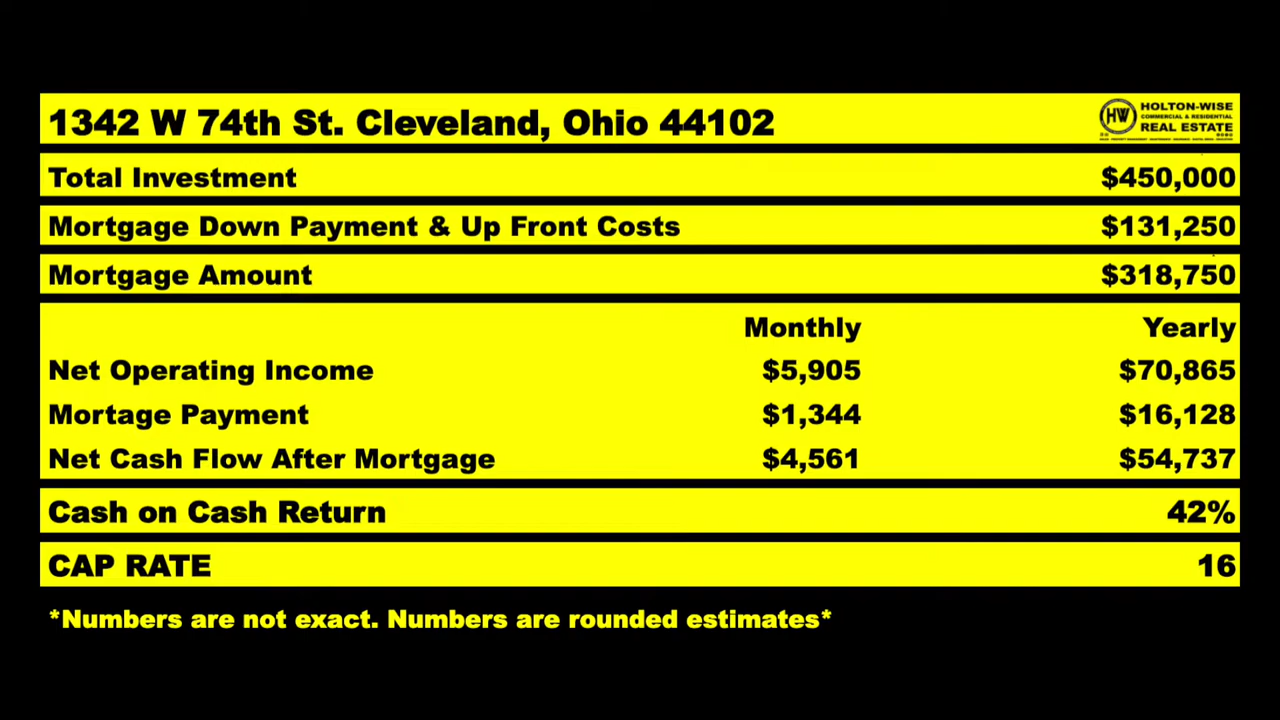 1342 W 74th St. Cleveland, Ohio 44102
HW
HOLTON-WISE
COMMERCIAL & RESIDENTIAL
REAL ESTATE
Total Investment $450,000
Mortgage Down Payment & Up Front Costs $131,250
Mortgage Amount $318,750
Monthly Yearly
Net Operating Income $5,905 $70,865
Mortage Payment $1,344 $16,128
Net Cash Flow After Mortgage $4,561 $54,737
Cash on Cash Return 42%
CAP RATE 16
*Numbers are not exact. Numbers are rounded estimates*